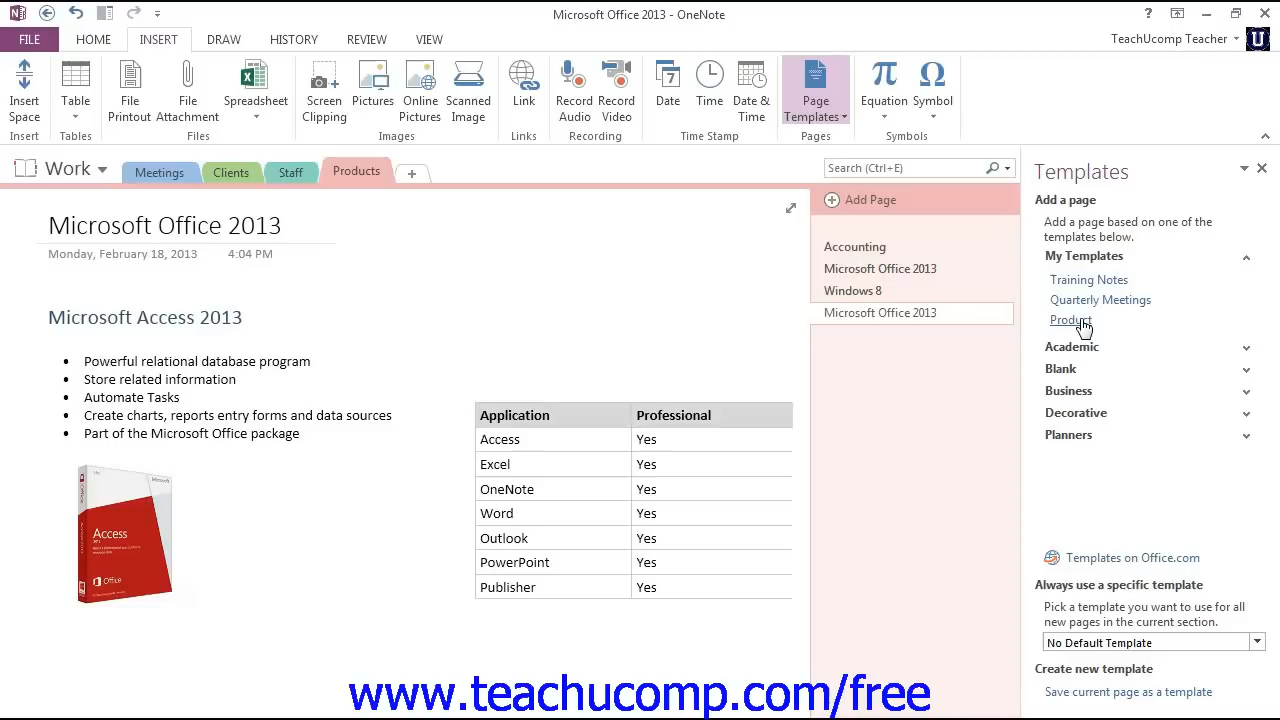 Microsoft Office 2013 - OneNote
FILE HOME INSERT DRAW HISTORY REVIEW VIEW
TeachUcomp Teacher
Insert Space
Table
File Printout
File Attachment
Spreadsheet
Screen Clipping
Pictures
Online Pictures
Scanned Image
Link
Record Audio
Record Video
Date
Time
Date & Time
Page Templates
Equation
Symbol
Insert Tables Files Images Links Recording Time Stamp Pages Symbols
Work Meetings Clients Staff Products
Search (Ctrl+E)
Microsoft Office 2013
Monday, February 18, 2013 4:04 PM
Microsoft Access 2013
• Powerful relational database program
• Store related information
• Automate Tasks
• Create charts, reports entry forms and data sources
• Part of the Microsoft Office package
Microsoft
Access
Office
Application Professional
Access Yes
Excel Yes
OneNote Yes
Word Yes
Outlook Yes
PowerPoint Yes
Publisher Yes
Add Page
Accounting
Microsoft Office 2013
Windows 8
Microsoft Office 2013
Templates
Add a page
Add a page based on one of the
templates below.
My Templates
Training Notes
Quarterly Meetings
Product
Academic
Blank
Business
Decorative
Planners
Templates on Office.com
Always use a specific template
Pick a template you want to use for all
new pages in the current section.
No Default Template
Create new template
Save current page as a template
www.teachucomp.com/free